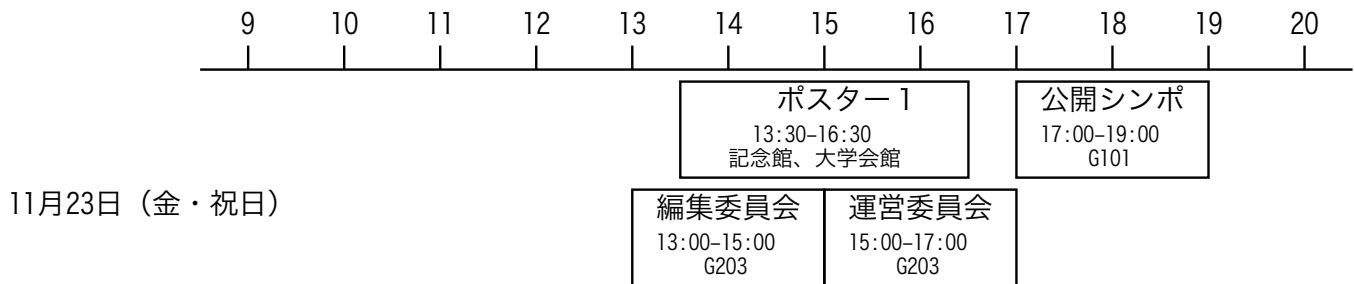 9 10 11 12 13 14 15 16 17 18 19 20
ポスター1
13:30–16:30
記念館、大学会館
公開シンポ
17:00–19:00
G101
11月23日（金・祝日）
編集委員会
13:00–15:00
G203
運営委員会
15:00–17:00
G203